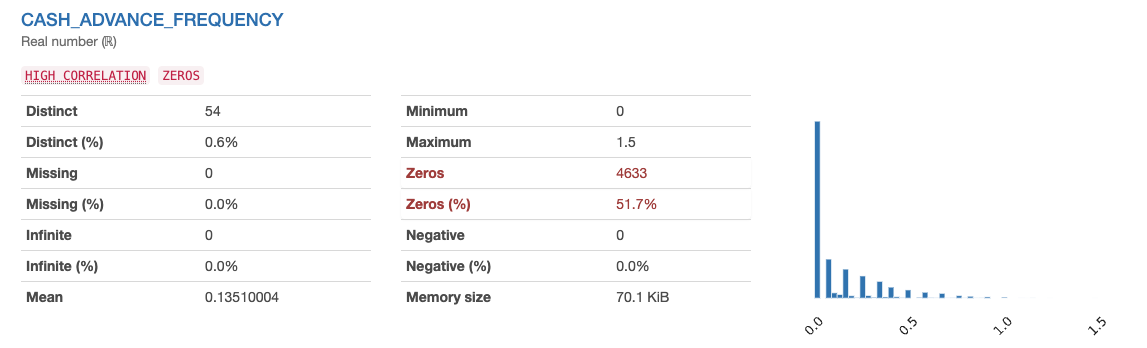 CASH_ADVANCE_FREQUENCY
Real number (ℝ)
HIGH CORRELATION ZEROS
Distinct 54
Distinct (%) 0.6%
Missing 0
Missing (%) 0.0%
Infinite 0
Infinite (%) 0.0%
Mean 0.13510004
Minimum 0
Maximum 1.5
Zeros 4633
Zeros (%) 51.7%
Negative 0
Negative (%) 0.0%
Memory size 70.1 KiB
0.0 0.5 1.0 1.5